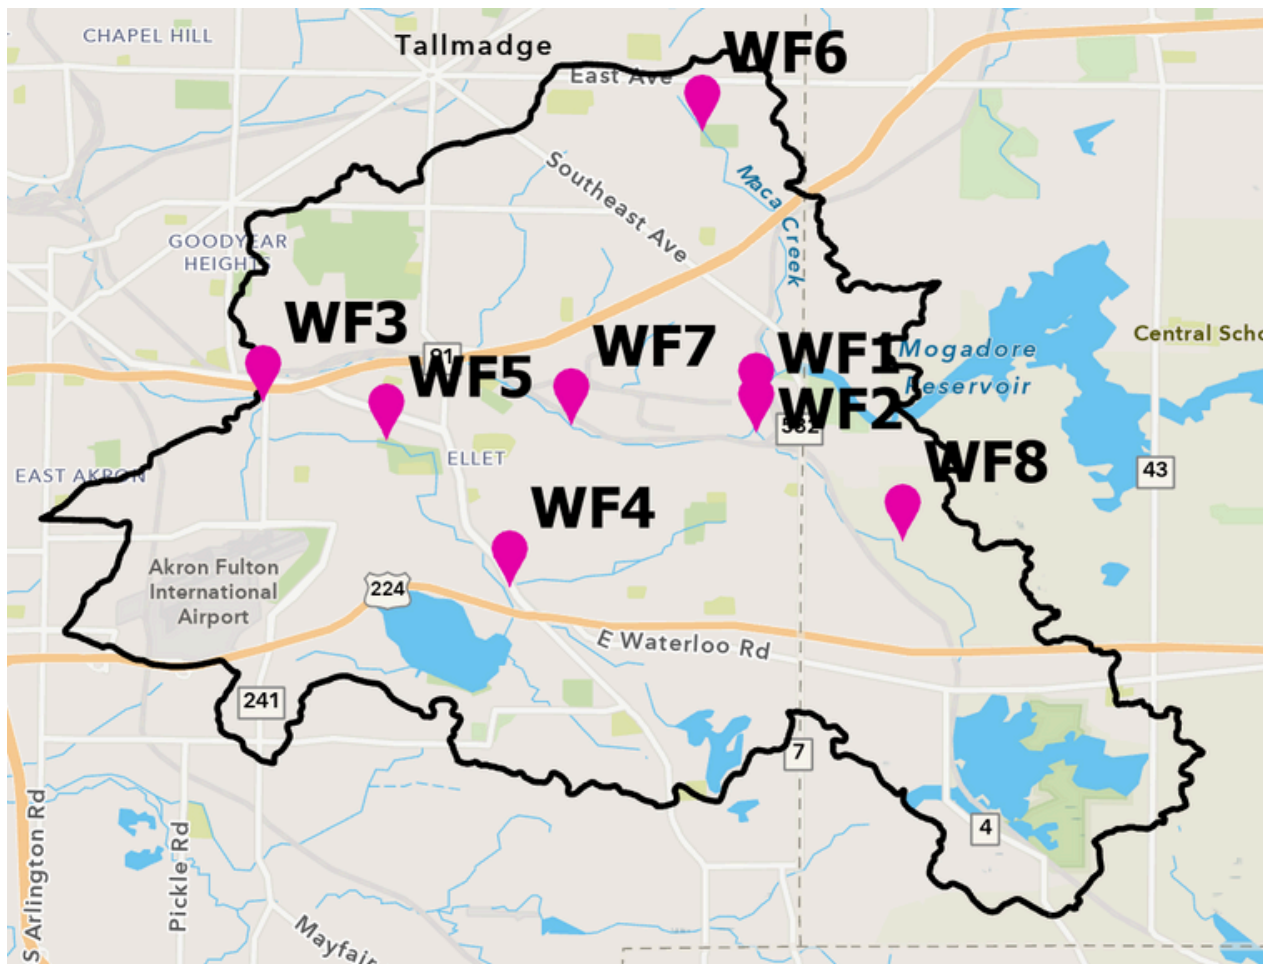 CHAPEL HILL
Tallmadge
WF6
East Ave
Southeast Ave
Maca Creek
GOODYEAR
HEIGHTS
WF3
WF7
WF1
91
WF5
Mogadore
Reservoir
Central Scho
WF2
532
ELLET
EAST AKRON
WF8
43
WF4
Akron Fulton
International
Airport
224
E Waterloo Rd
241
7
4
S Arlington Rd
Pickle Rd
Mayfair